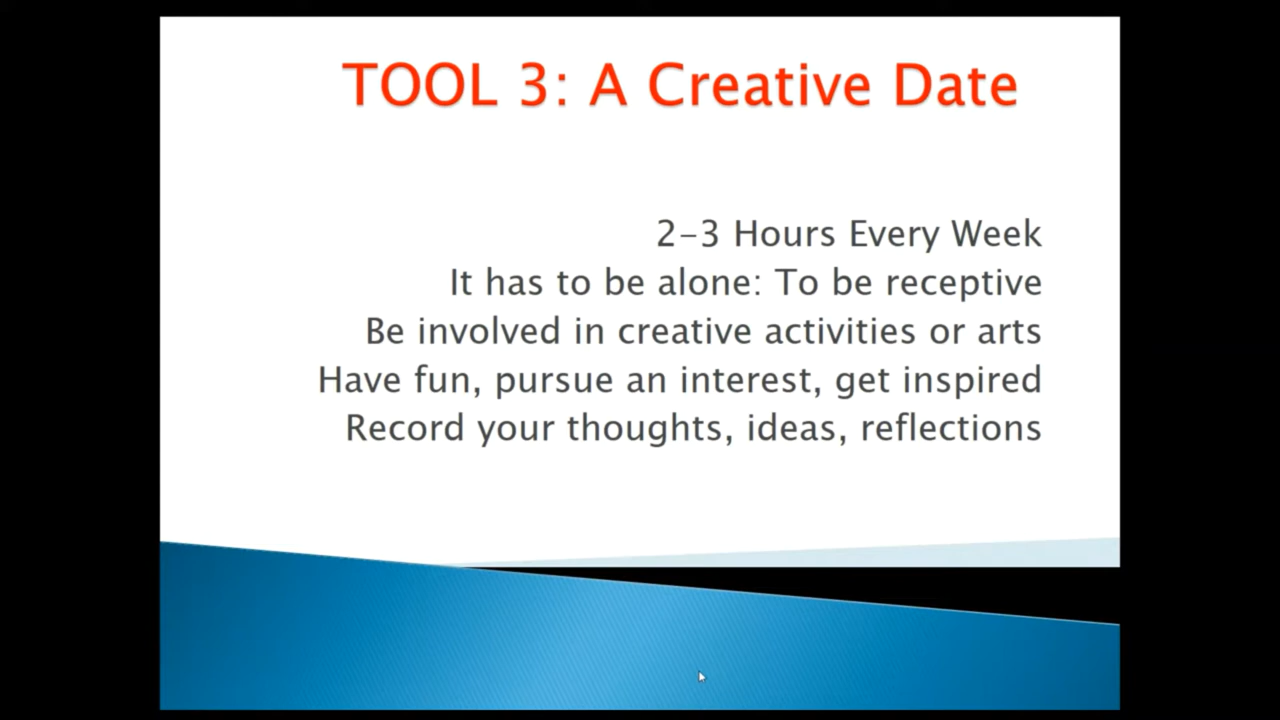 TOOL 3: A Creative Date
2-3 Hours Every Week
It has to be alone: To be receptive
Be involved in creative activities or arts
Have fun, pursue an interest, get inspired
Record your thoughts, ideas, reflections